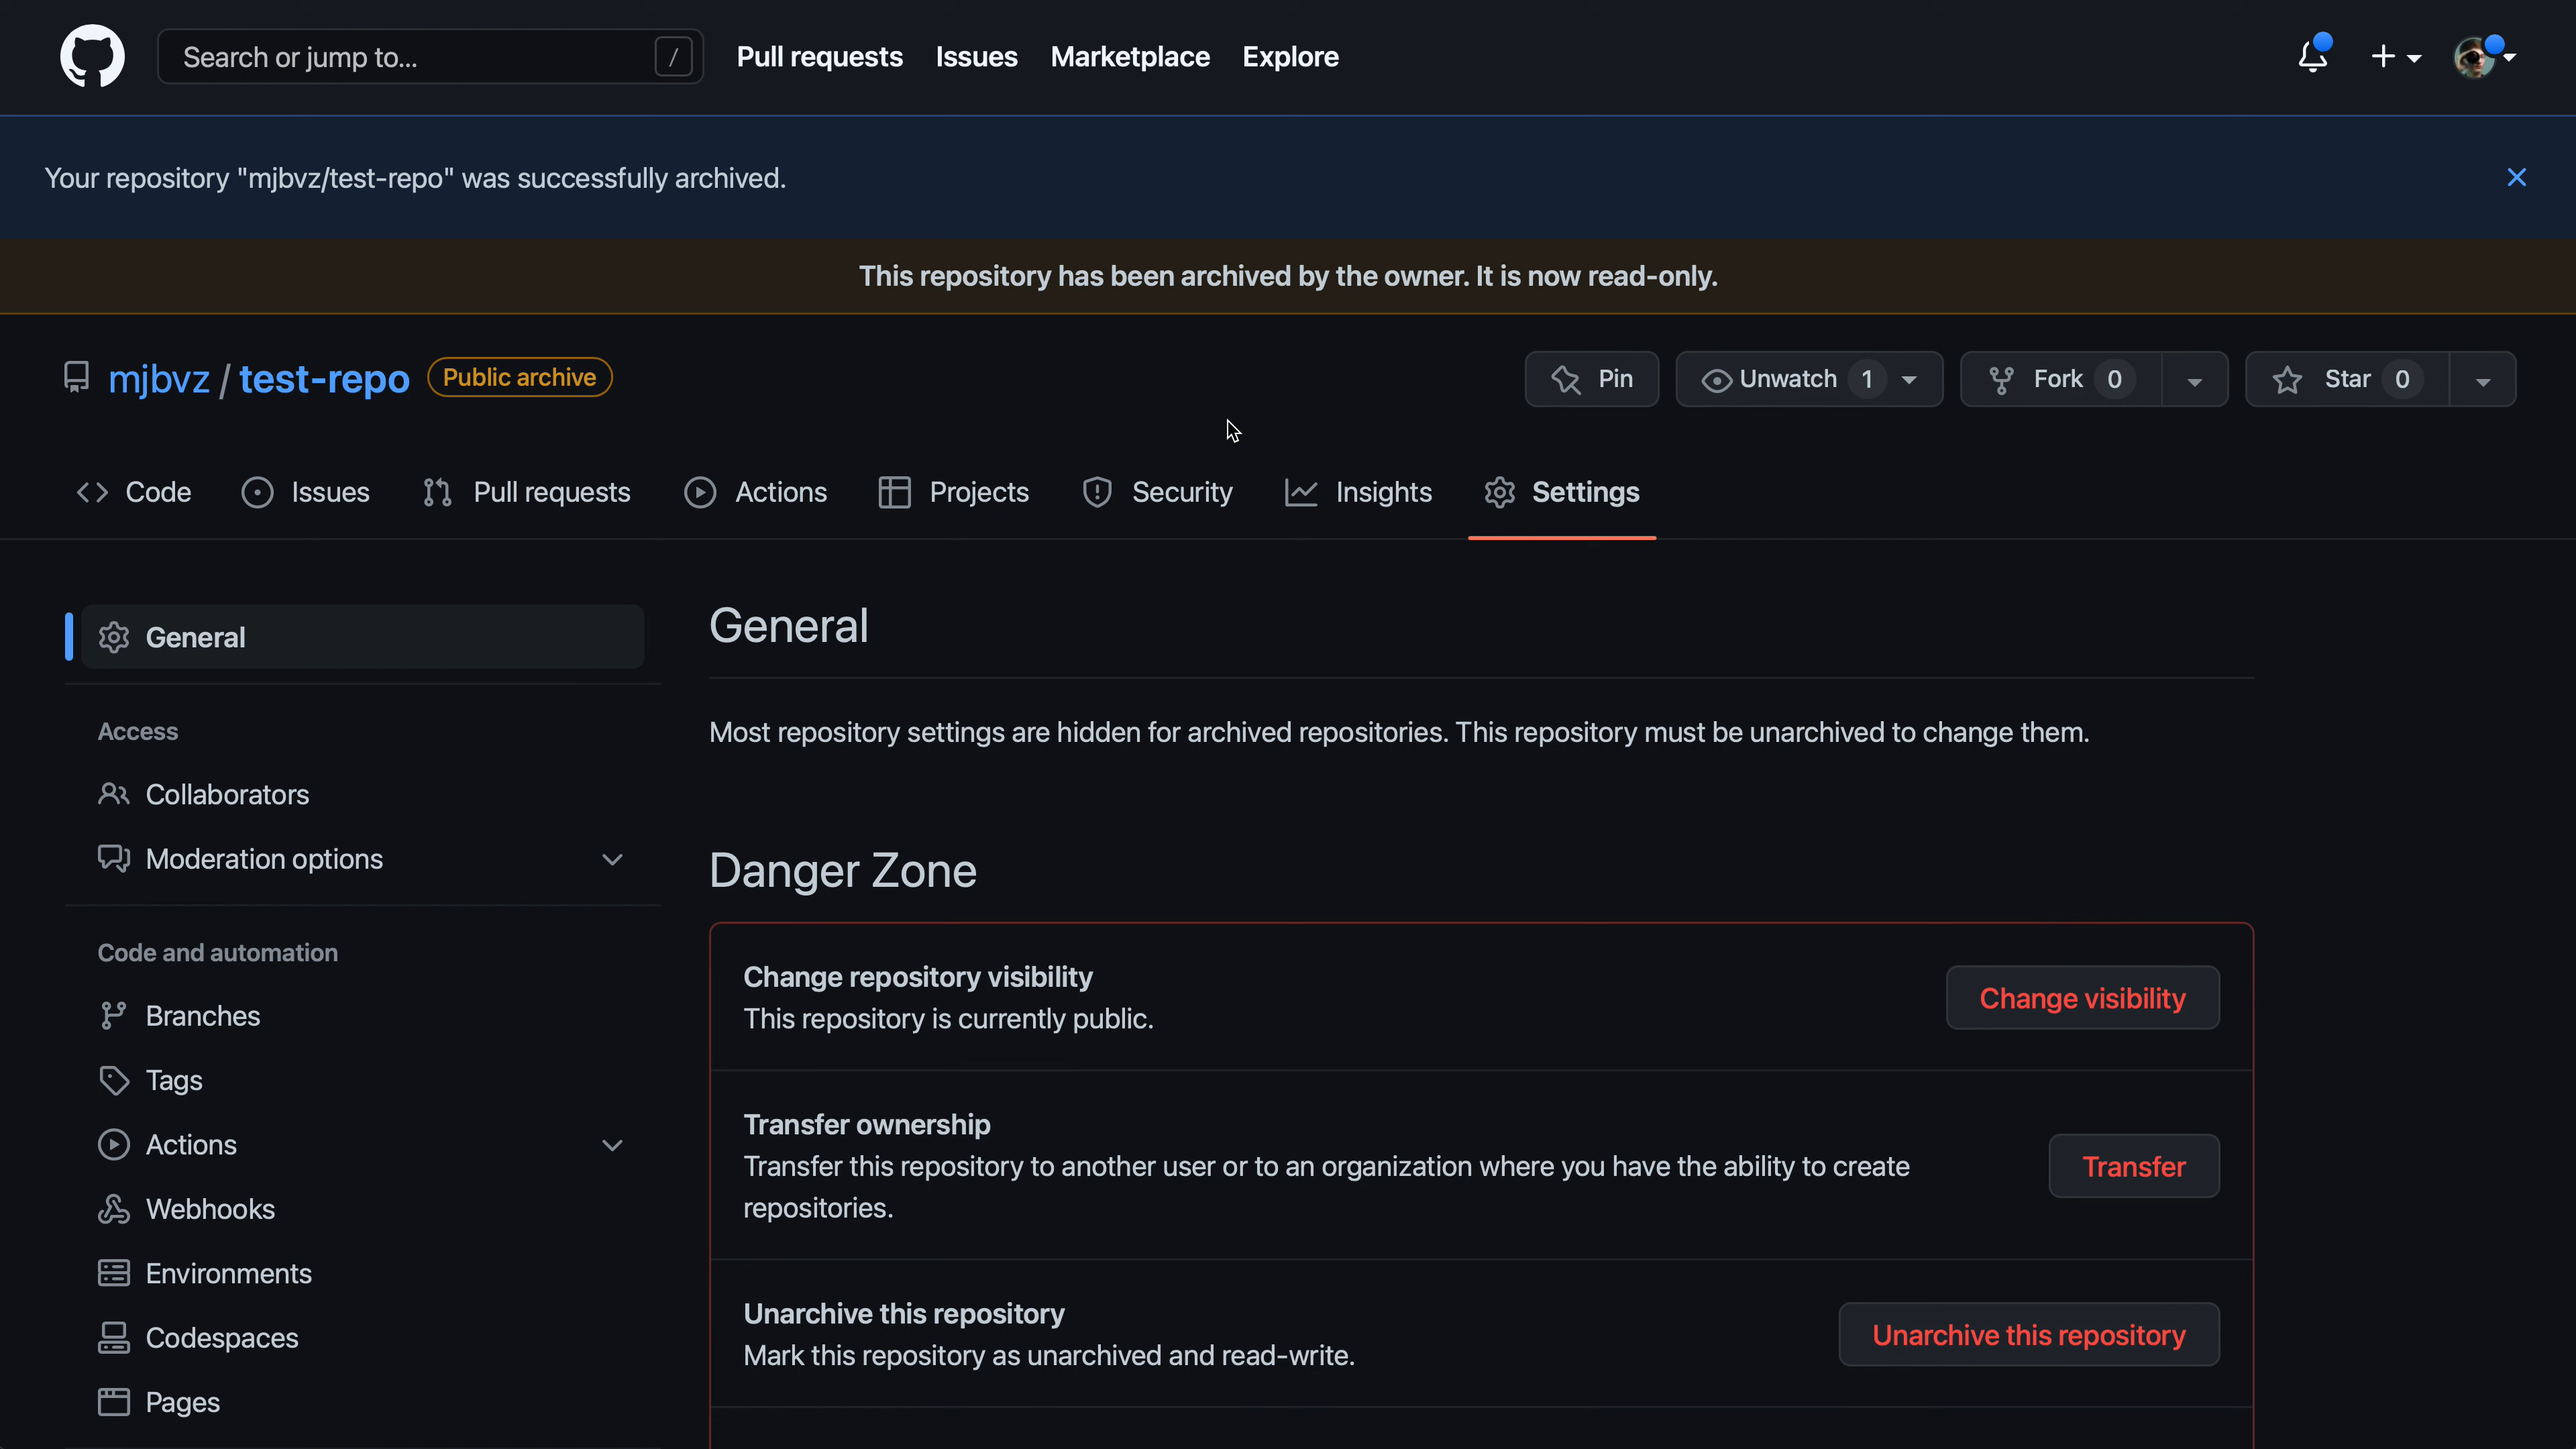 Search or jump to... /
Pull requests Issues Marketplace Explore
Your repository "mjbvz/test-repo" was successfully archived.
This repository has been archived by the owner. It is now read-only.
mjbvz / test-repo Public archive
Pin Unwatch 1 Fork 0 Star 0
Code Issues Pull requests Actions Projects Security Insights Settings
General
Access
Collaborators
Moderation options
Code and automation
Branches
Tags
Actions
Webhooks
Environments
Codespaces
Pages
General
Most repository settings are hidden for archived repositories. This repository must be unarchived to change them.
Danger Zone
Change repository visibility
This repository is currently public.
Change visibility
Transfer ownership
Transfer this repository to another user or to an organization where you have the ability to create
repositories.
Transfer
Unarchive this repository
Mark this repository as unarchived and read-write.
Unarchive this repository